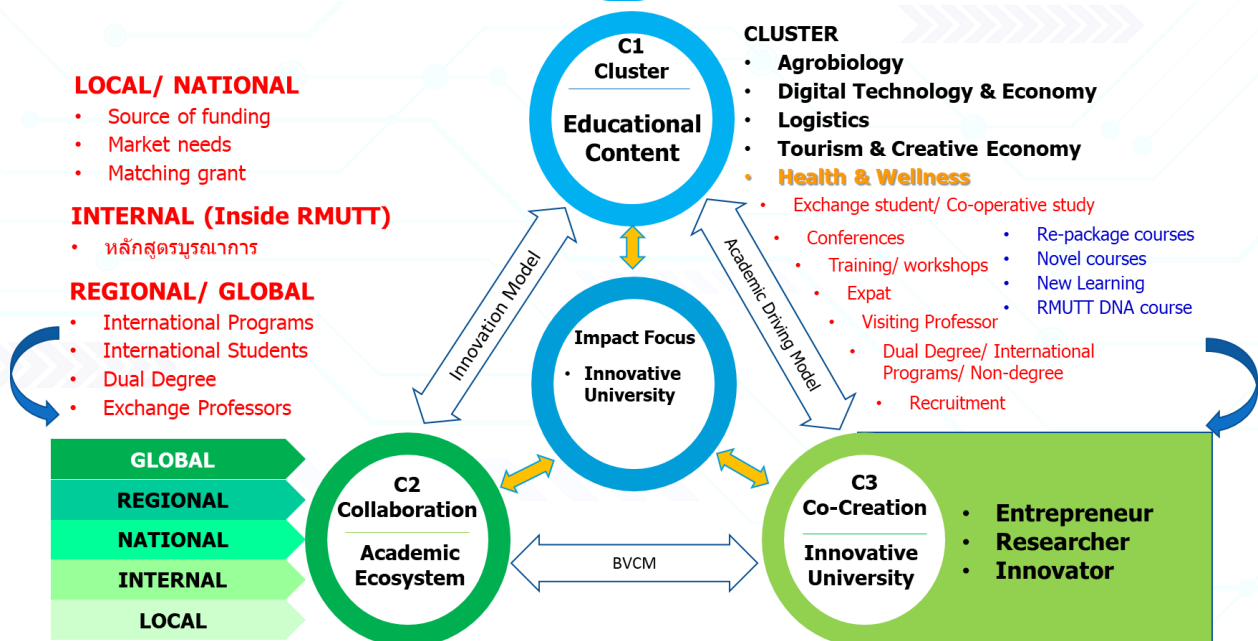 LOCAL/ NATIONAL
• Source of funding
• Market needs
• Matching grant
INTERNAL (Inside RMUTT)
• หลักสูตรบูรณาการ
REGIONAL/ GLOBAL
• International Programs
• International Students
• Dual Degree
• Exchange Professors
C1
Cluster
Educational
Content
CLUSTER
• Agrobiology
• Digital Technology & Economy
• Logistics
• Tourism & Creative Economy
• Health & Wellness
• Exchange student/ Co-operative study
• Conferences
• Training/ workshops
• Expat
• Visiting Professor
• Dual Degree/ International
Programs/ Non-degree
• Recruitment
• Re-package courses
• Novel courses
• New Learning
• RMUTT DNA course
Innovation Model
Academic Driving Model
Impact Focus
• Innovative
University
GLOBAL
REGIONAL
NATIONAL
INTERNAL
LOCAL
C2
Collaboration
Academic
Ecosystem
BVCM
C3
Co-Creation
Innovative
University
• Entrepreneur
• Researcher
• Innovator